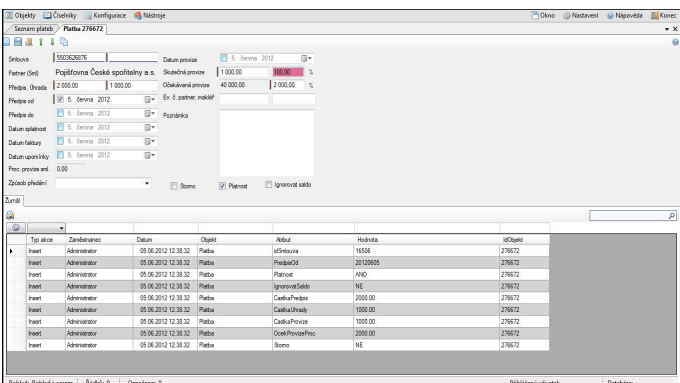 Objekty Číselníky Konfigurace Nástroje Okno Nastavení Nápověda Konec
Seznam plateb Platba 276672
Smlouva 5503626876 Datum provize 5. června 2012
Partner (Sml) Pojišťovna České spořitelny a.s. Skutečná provize 1 000,00 100,00 %
Předpis, Úhrada 2 000,00 1 000,00 Očekávaná provize 40 000,00 2 000,00 %
Předpis od 5. června 2012 Ev. č. partner. makléř
Předpis do 5. června 2012 Poznámka
Datum splatnost 5. června 2012
Datum faktury 5. června 2012
Datum upomínky 5. června 2012
Proc. provize sml. 0,00
Způsob předání Storno Platnost Ignorovat saldo
Žurnál
Typ akce Zaměstnanec Datum Objekt Atribut Hodnota IdObjekt
Insert Administrator 05.06.2012 12.38.32 Platba idSmlouva 16506 276672
Insert Administrator 05.06.2012 12.38.32 Platba PredpisOd 20120605 276672
Insert Administrator 05.06.2012 12.38.32 Platba Platnost ANO 276672
Insert Administrator 05.06.2012 12.38.32 Platba IgnorovatSaldo NE 276672
Insert Administrator 05.06.2012 12.38.32 Platba CastkaPredpis 2000.00 276672
Insert Administrator 05.06.2012 12.38.32 Platba CastkaUhrady 1000.00 276672
Insert Administrator 05.06.2012 12.38.32 Platba CastkaProvize 1000.00 276672
Insert Administrator 05.06.2012 12.38.32 Platba OcekProvizeProc 2000.00 276672
Insert Administrator 05.06.2012 12.38.32 Platba Storno NE 276672